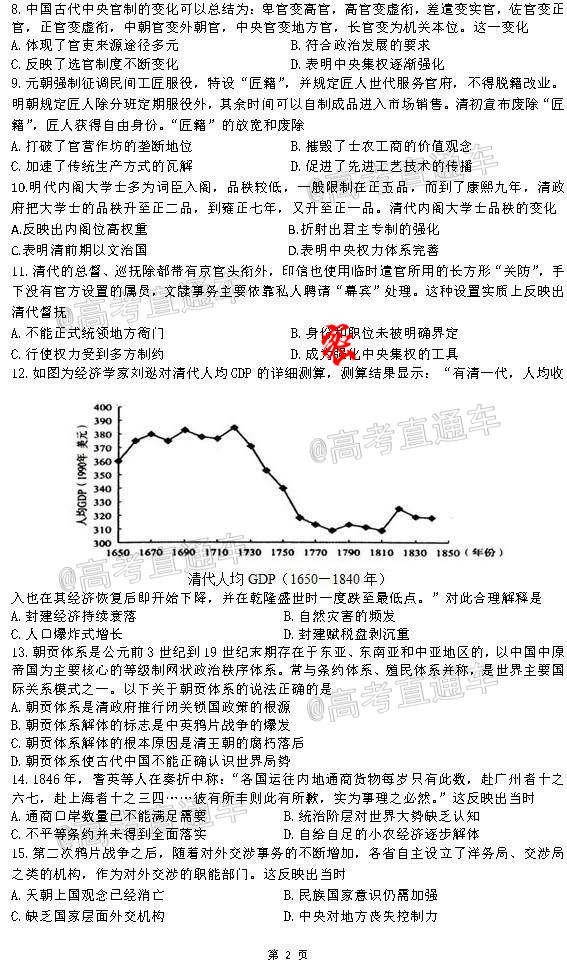 8. 中国古代中央官制的变化可以总结为：卑官变高官，高官变虚衔，差遣变实官，佐官变正
官，正官变虚衔，中朝官变外朝官，中央官变地方官，长官变为机关本位。这一变化
A. 体现了官吏来源途径多元 B. 符合政治发展的要求
C. 反映了选官制度不断变化 D. 表明中央集权逐渐强化
9. 元朝强制征调民间工匠服役，特设“匠籍”，并规定匠人世代服务官府，不得脱籍改业。
明朝规定匠人除分班定期服役外，其余时间可以自制成品进入市场销售。清初宣布废除“匠
籍”，匠人获得自由身份。“匠籍”的放宽和废除
A. 打破了官营作坊的垄断地位 B. 摧毁了士农工商的价值观念
C. 加速了传统生产方式的瓦解 D. 促进了先进工艺技术的传播
10.明代内阁大学士多为词臣入阁，品秩较低，一般限制在正五品，而到了康熙九年，清政
府把大学士的品秩升至正二品，到雍正七年，又升至正一品。清代内阁大学士品秩的变化
A.反映出内阁位高权重 B.折射出君主专制的强化
C.表明清前期以文治国 D.表明中央权力体系完善
11.清代的总督、巡抚除都带有京官头衔外，印信也使用临时遣官所用的长方形“关防”，手
下没有官方设置的属员，文牍事务主要依靠私人聘请“幕宾”处理。这种设置实质上反映出
清代督抚
A. 不能正式统领地方衙门 B. 身份和职位未被明确界定
C. 行使权力受到多方制约 D. 成为强化中央集权的工具
12. 如图为经济学家刘逖对清代人均GDP的详细测算，测算结果显示：“有清一代，人均收
人均GDP（1990年 美元）
400
390
380
370
360
350
340
330
320
310
300
1650 1670 1690 1710 1730 1750 1770 1790 1810 1830 1850（年份）
清代人均 GDP（1650—1840 年）
入也在其经济恢复后即开始下降，并在乾隆盛世时一度跌至最低点。”对此合理解释是
A. 封建经济持续衰落 B. 自然灾害的频发
C. 人口爆炸式增长 D. 封建赋税盘剥沉重
13. 朝贡体系是公元前3世纪到19世纪末期存在于东亚、东南亚和中亚地区的，以中国中原
帝国为主要核心的等级制网状政治秩序体系。常与条约体系、殖民体系并称，是世界主要国
际关系模式之一。以下关于朝贡体系的说法正确的是
A. 朝贡体系是清政府推行闭关锁国政策的根源
B. 朝贡体系解体的标志是中英鸦片战争的爆发
C. 朝贡体系解体的根本原因是清王朝的腐朽落后
D. 朝贡体系使古代中国不能正确认识世界局势
14. 1846年，耆英等人在奏折中称：“各国运往内地通商货物每岁只有此数，赴广州者十之
六七，赴上海者十之三四……彼有所丰则此有所歉，实为事理之必然。”这反映出当时
A. 通商口岸数量已不能满足需要 B. 统治阶层对世界大势缺乏认知
C. 不平等条约并未得到全面落实 D. 自给自足的小农经济逐步解体
15. 第二次鸦片战争之后，随着对外交涉事务的不断增加，各省自主设立了洋务局、交涉局
之类的机构，作为对外交涉的职能部门。这反映出当时
A. 天朝上国观念已经消亡 B. 民族国家意识仍需加强
C. 缺乏国家层面外交机构 D. 中央对地方丧失控制力
第 2 页
@高考直通车
@高考直通车
@高考直通车
@高考直通车
@高考直通车